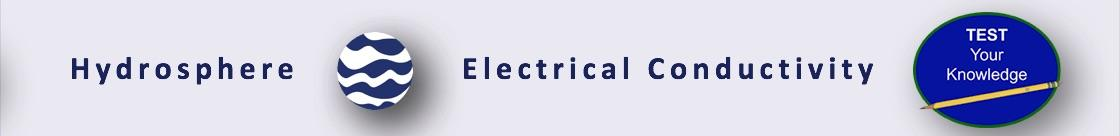 Hydrosphere
Electrical Conductivity
TEST
Your
Knowledge